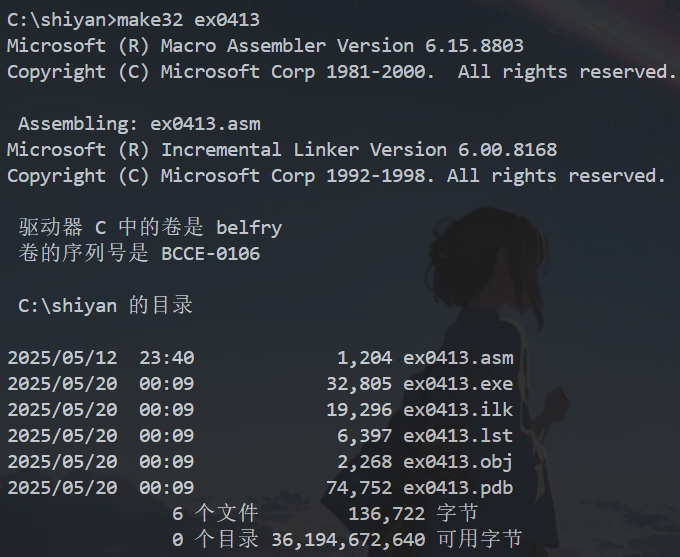 C:\shiyan>make32 ex0413
Microsoft (R) Macro Assembler Version 6.15.8803
Copyright (C) Microsoft Corp 1981-2000.  All rights reserved.
Assembling: ex0413.asm
Microsoft (R) Incremental Linker Version 6.00.8168
Copyright (C) Microsoft Corp 1992-1998. All rights reserved.
驱动器 C 中的卷是 belfry
卷的序列号是 BCCE-0106
C:\shiyan 的目录
2025/05/12  23:40             1,204 ex0413.asm
2025/05/20  00:09            32,805 ex0413.exe
2025/05/20  00:09            19,296 ex0413.ilk
2025/05/20  00:09             6,397 ex0413.lst
2025/05/20  00:09             2,268 ex0413.obj
2025/05/20  00:09            74,752 ex0413.pdb
6 个文件        136,722 字节
0 个目录 36,194,672,640 可用字节